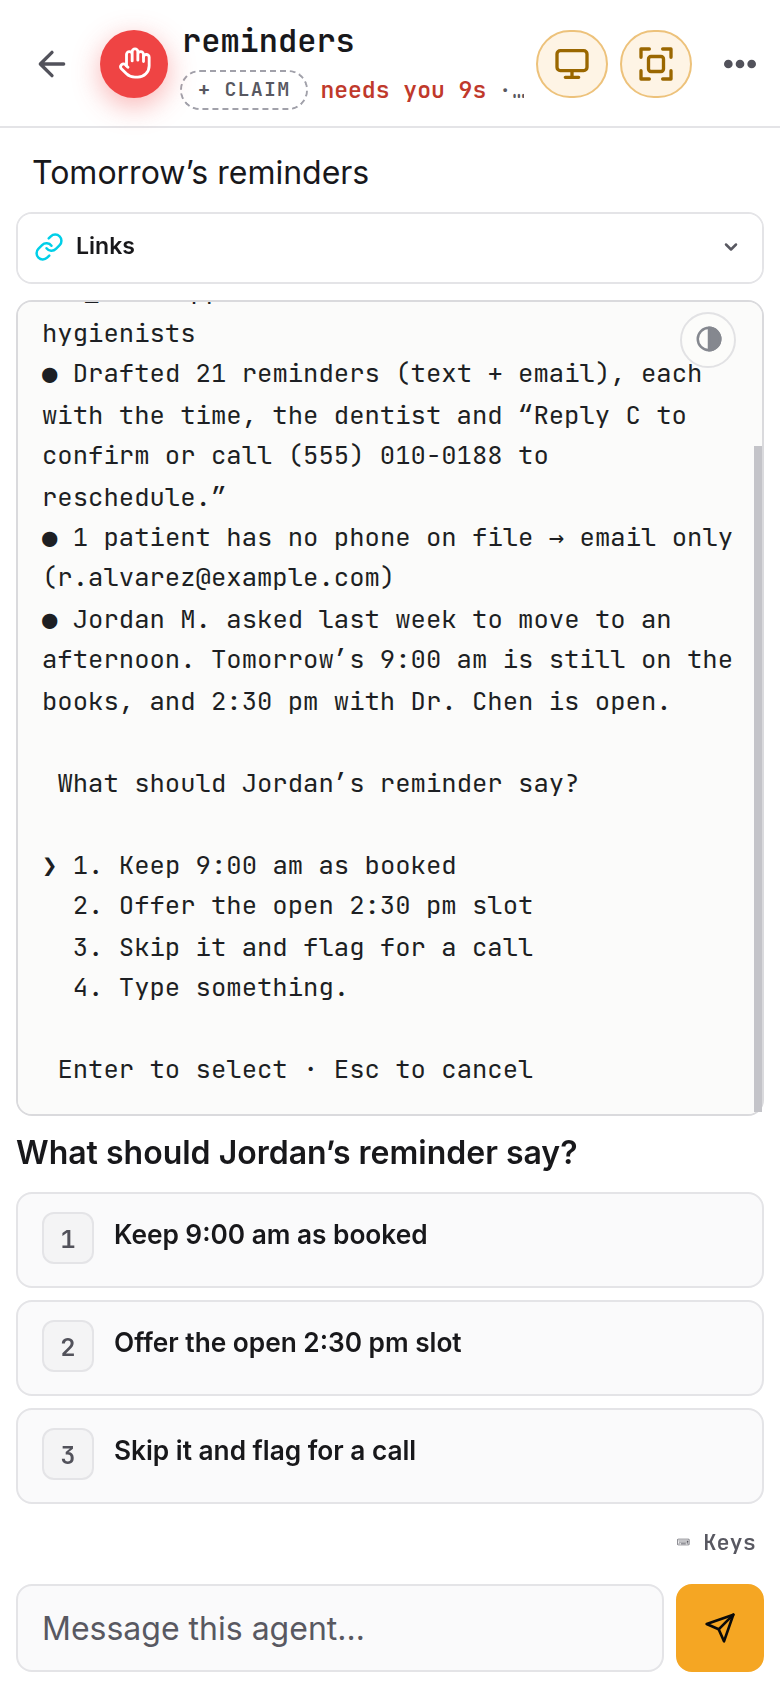 reminders
+ CLAIM needs you 9s ·…
Tomorrow’s reminders
Links
hygienists
● Drafted 21 reminders (text + email), each
with the time, the dentist and “Reply C to
confirm or call (555) 010-0188 to
reschedule.”
● 1 patient has no phone on file → email only
(r.alvarez@example.com)
● Jordan M. asked last week to move to an
afternoon. Tomorrow’s 9:00 am is still on the
books, and 2:30 pm with Dr. Chen is open.
What should Jordan’s reminder say?
❯ 1. Keep 9:00 am as booked
2. Offer the open 2:30 pm slot
3. Skip it and flag for a call
4. Type something.
Enter to select · Esc to cancel
What should Jordan’s reminder say?
1 Keep 9:00 am as booked
2 Offer the open 2:30 pm slot
3 Skip it and flag for a call
⌨ Keys
Message this agent...